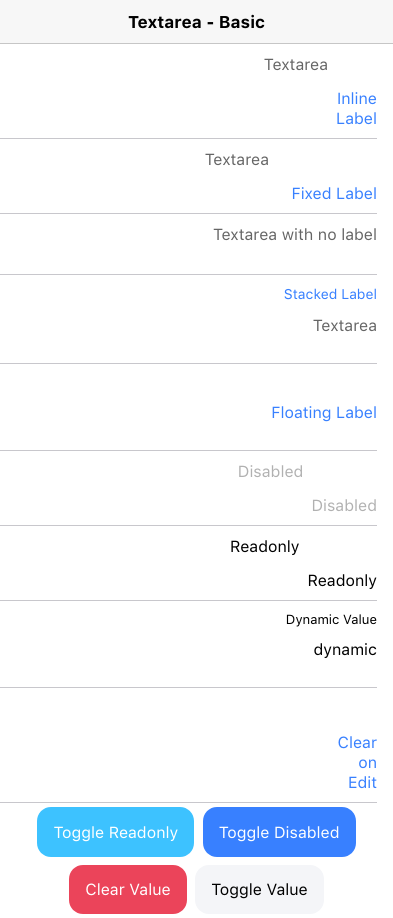 Textarea - Basic
Textarea
Inline
Label
Textarea
Fixed Label
Textarea with no label
Stacked Label
Textarea
Floating Label
Disabled
Disabled
Readonly
Readonly
Dynamic Value
dynamic
Clear
on
Edit
Toggle Readonly
Toggle Disabled
Clear Value
Toggle Value